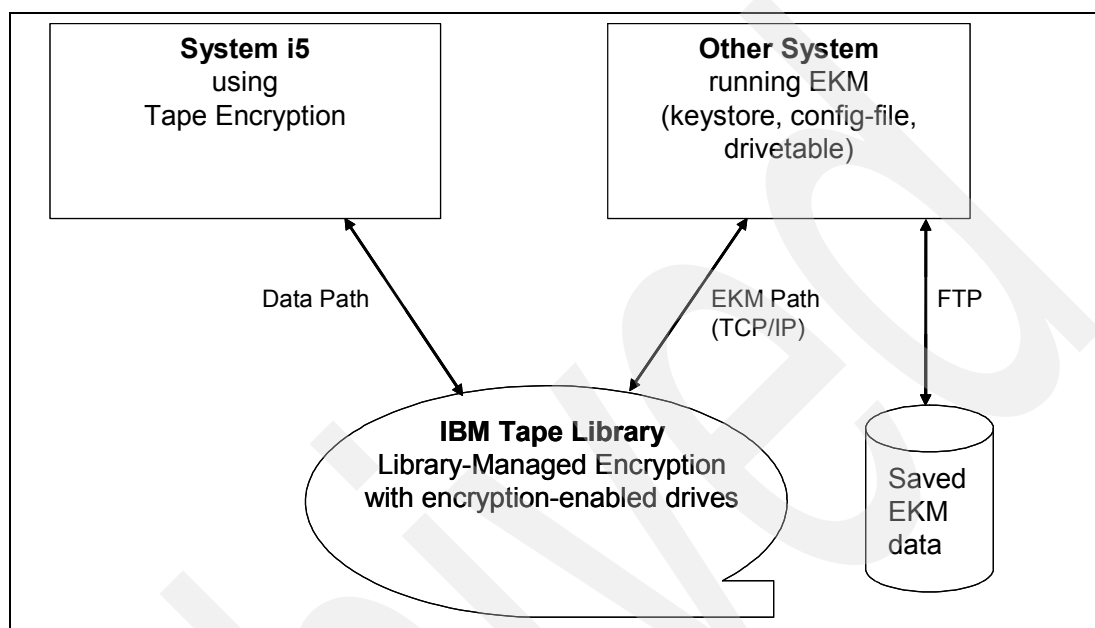 System i5
using
Tape Encryption
Other System
running EKM
(keystore, config-file,
drivetable)
Data Path
EKM Path
(TCP/IP)
FTP
IBM Tape Library
Library-Managed Encryption
with encryption-enabled drives
Saved
EKM
data